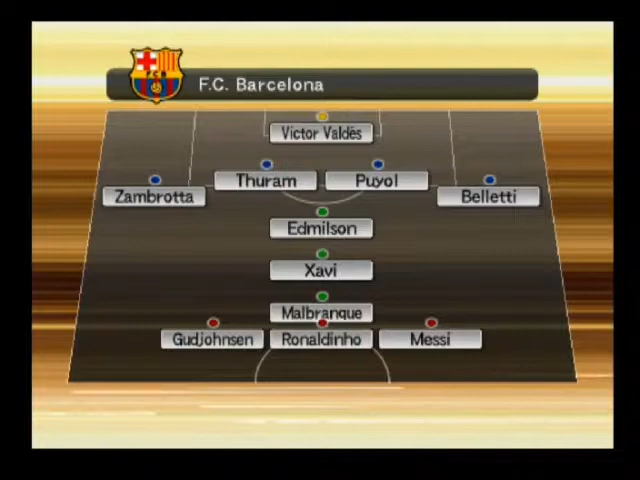 F.C. Barcelona
Victor Valdés
Thuram Puyol
Zambrotta Belletti
Edmilson
Xavi
Malbranque
Gudjohnsen Ronaldinho Messi